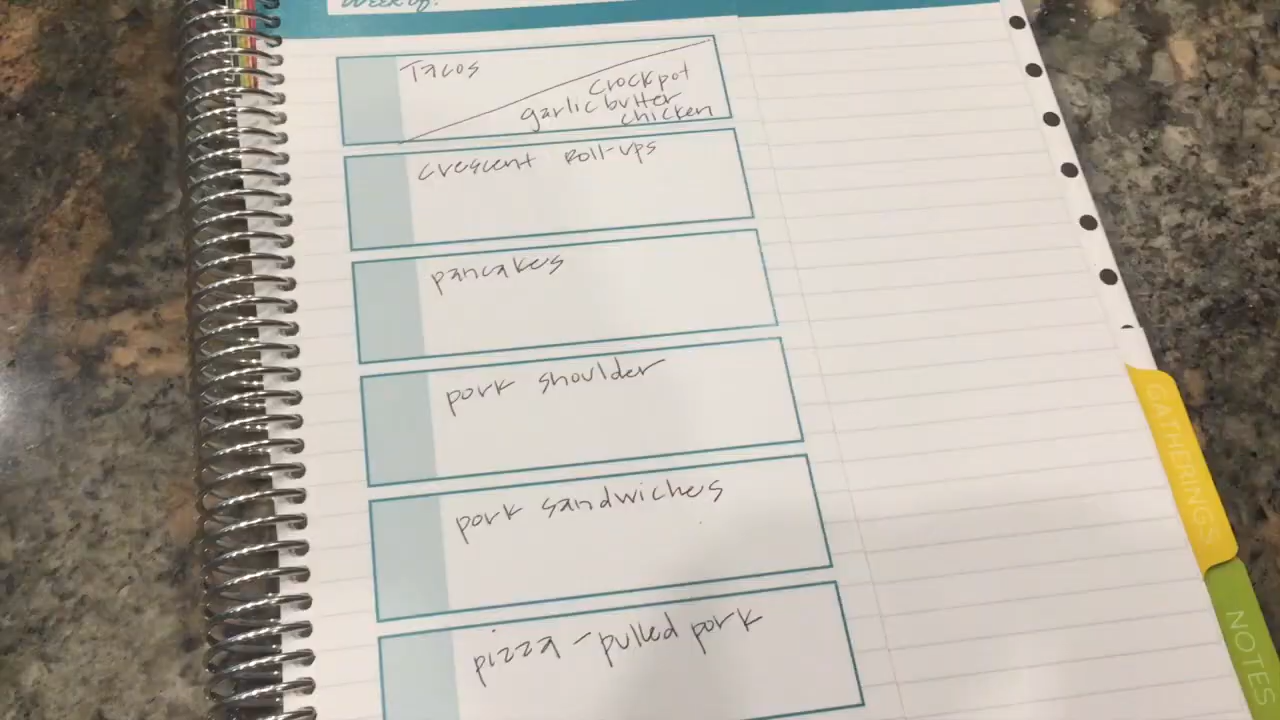 Week of:
Tacos
crockpot
garlic butter
chicken
crescent roll-ups
pancakes
pork shoulder
pork sandwiches
pizza - pulled pork
GATHERINGS
NOTES